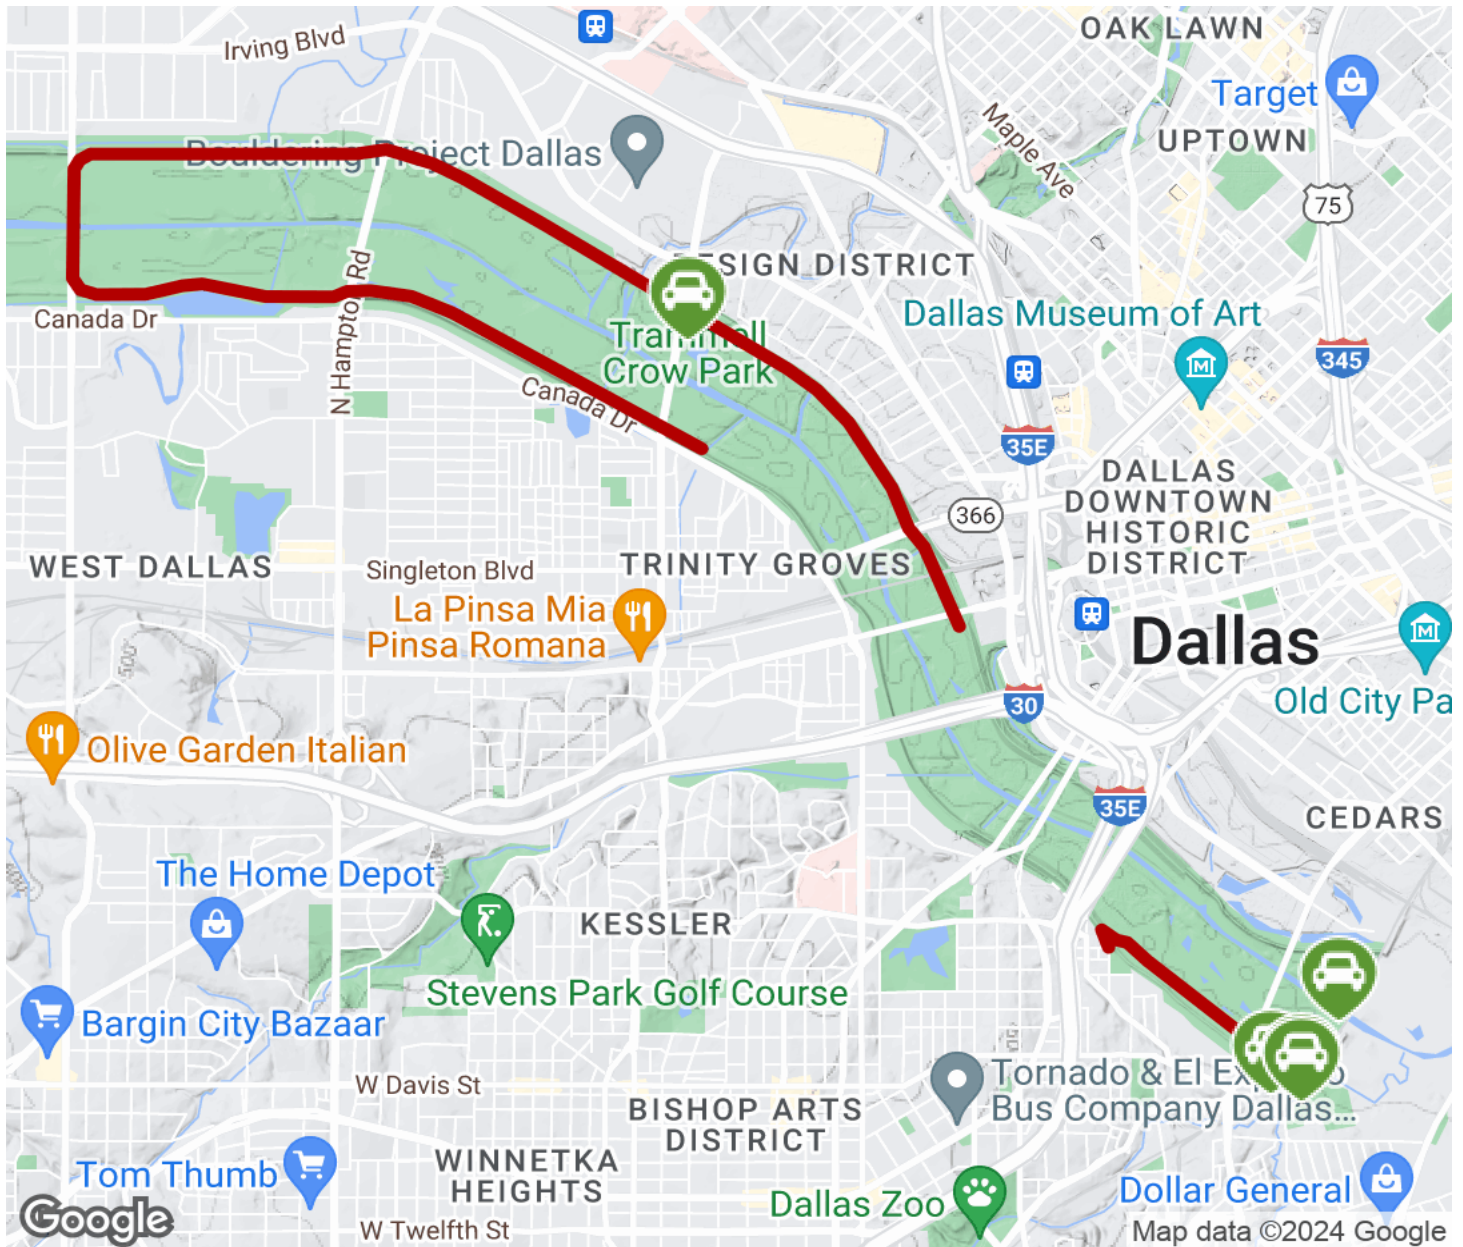 Irving Blvd
OAK LAWN
Target
UPTOWN
Maple Ave
75
Bouldering Project Dallas
DESIGN DISTRICT
Canada Dr
N Hampton Rd
Trammell
Crow Park
Canada Dr
Dallas Museum of Art
345
35E
DALLAS
DOWNTOWN
HISTORIC
DISTRICT
366
WEST DALLAS
Singleton Blvd
TRINITY GROVES
La Pinsa Mia
Pinsa Romana
Dallas
500'
30
Old City Pa
Olive Garden Italian
35E
CEDARS
The Home Depot
KESSLER
Stevens Park Golf Course
Bargin City Bazaar
W Davis St
Tornado & El Expreso
Bus Company Dallas...
BISHOP ARTS
DISTRICT
WINNETKA
HEIGHTS
Tom Thumb
Dallas Zoo
Dollar General
Google
W Twelfth St
Map data ©2024 Google